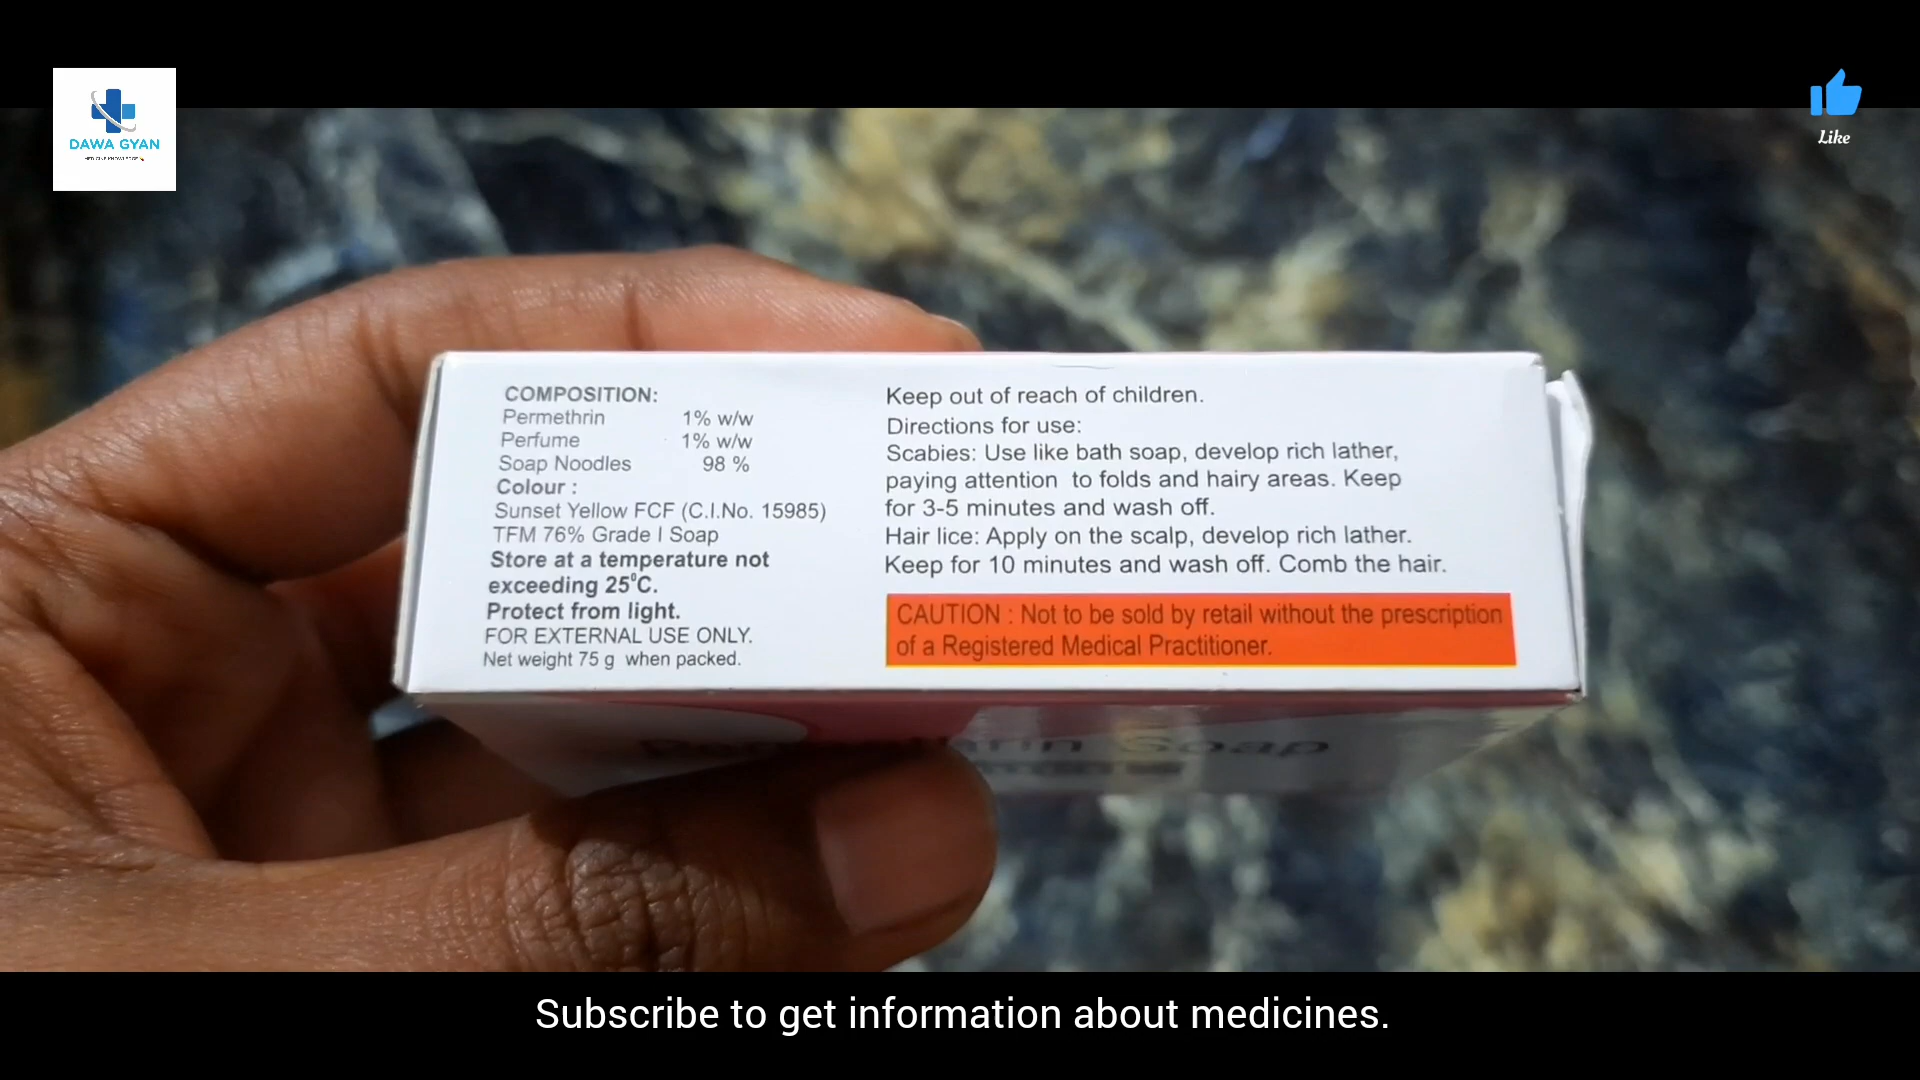 DAWA GYAN
MEDICINE KNOWLEDGE
Like
COMPOSITION:
Permethrin 1% w/w
Perfume 1% w/w
Soap Noodles 98 %
Colour :
Sunset Yellow FCF (C.I.No. 15985)
TFM 76% Grade I Soap
Store at a temperature not
exceeding 25⁰C.
Protect from light.
FOR EXTERNAL USE ONLY.
Net weight 75 g when packed.
Keep out of reach of children.
Directions for use:
Scabies: Use like bath soap, develop rich lather,
paying attention to folds and hairy areas. Keep
for 3-5 minutes and wash off.
Hair lice: Apply on the scalp, develop rich lather.
Keep for 10 minutes and wash off. Comb the hair.
CAUTION : Not to be sold by retail without the prescription
of a Registered Medical Practitioner.
Soap
Subscribe to get information about medicines.